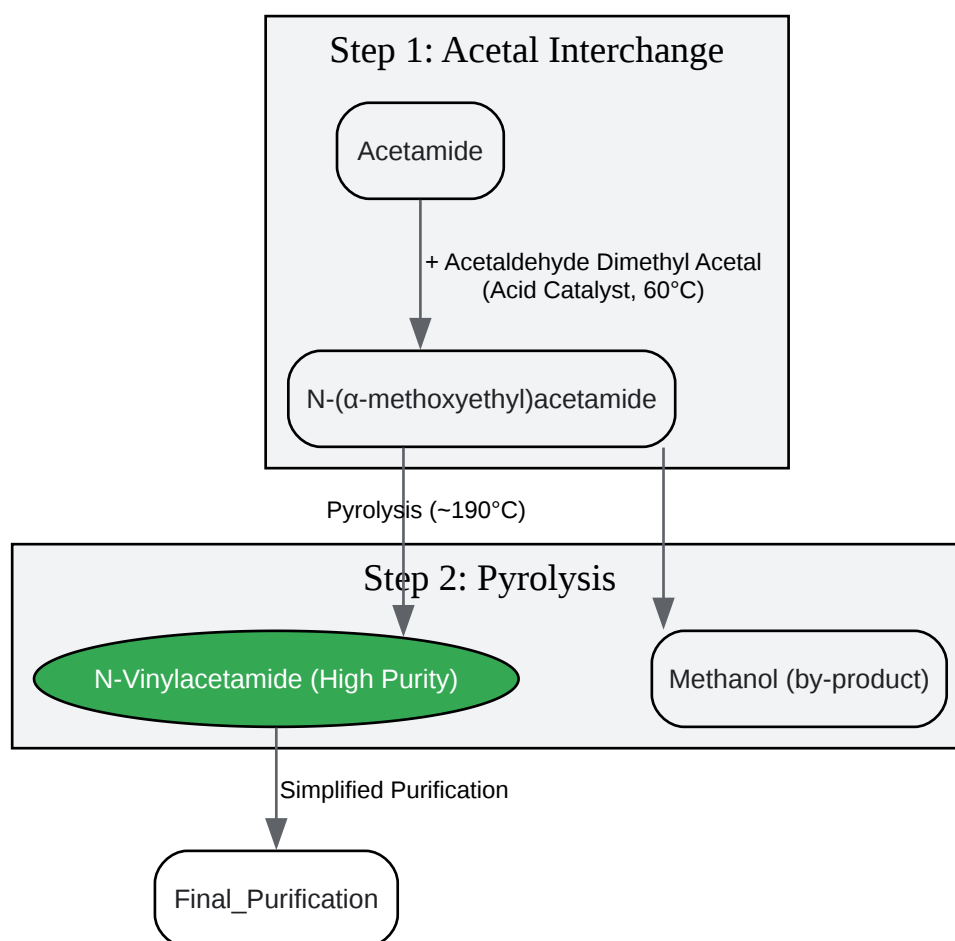 Step 1: Acetal Interchange
Acetamide
+ Acetaldehyde Dimethyl Acetal
(Acid Catalyst, 60°C)
N-(α-methoxyethyl)acetamide
Pyrolysis (~190°C)
Step 2: Pyrolysis
N-Vinylacetamide (High Purity)
Methanol (by-product)
Simplified Purification
Final_Purification